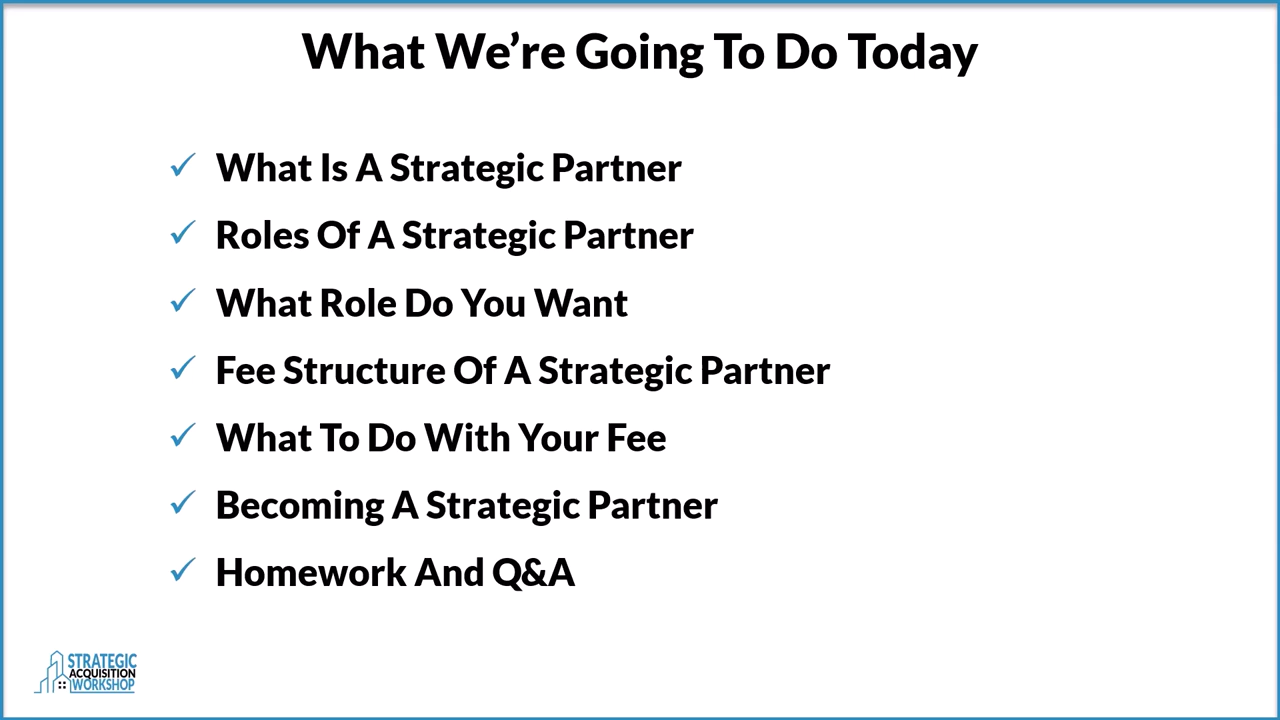 What We’re Going To Do Today
✓ What Is A Strategic Partner
✓ Roles Of A Strategic Partner
✓ What Role Do You Want
✓ Fee Structure Of A Strategic Partner
✓ What To Do With Your Fee
✓ Becoming A Strategic Partner
✓ Homework And Q&A
STRATEGIC
ACQUISITION
WORKSHOP